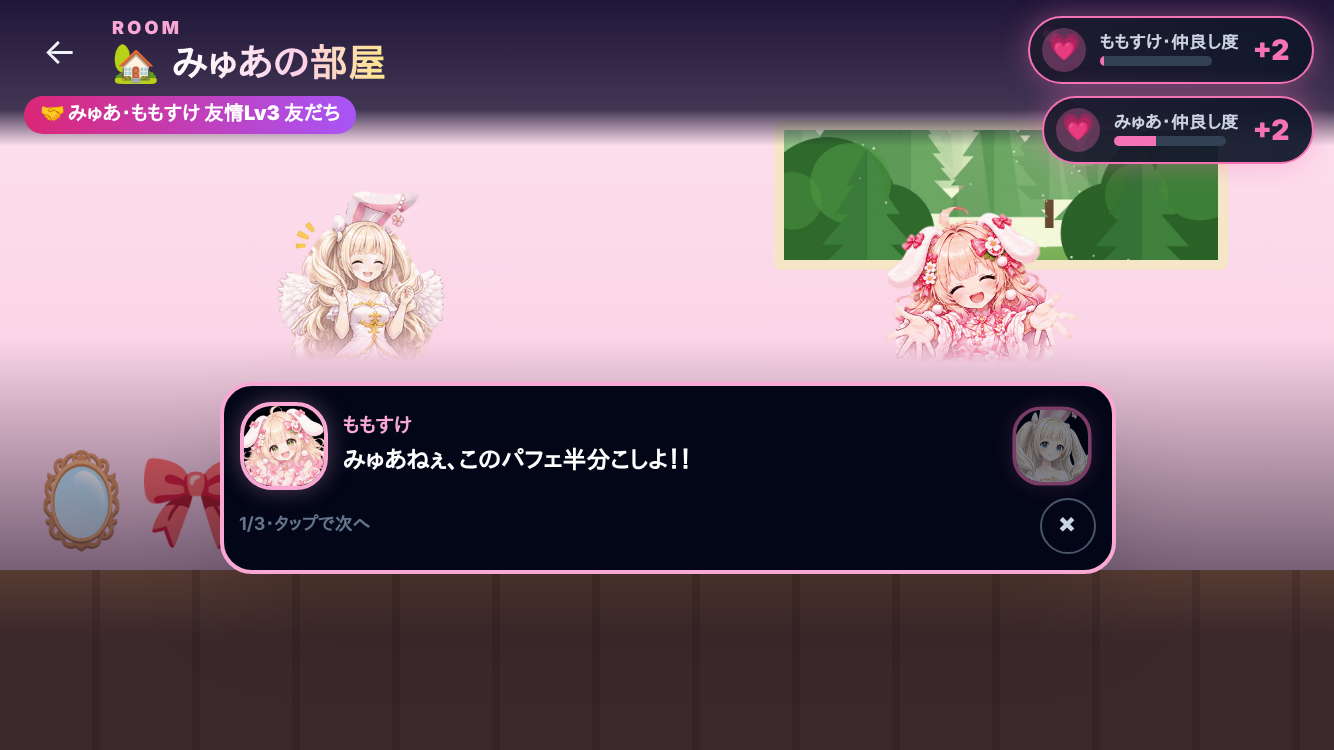 ROOM
🏡 みゅあの部屋
🤝 みゅあ・ももすけ 友情Lv3 友だち
ももすけ・仲良し度 +2
みゅあ・仲良し度 +2
ももすけ
みゅあねぇ、このパフェ半分こしよ!!
1/3・タップで次へ